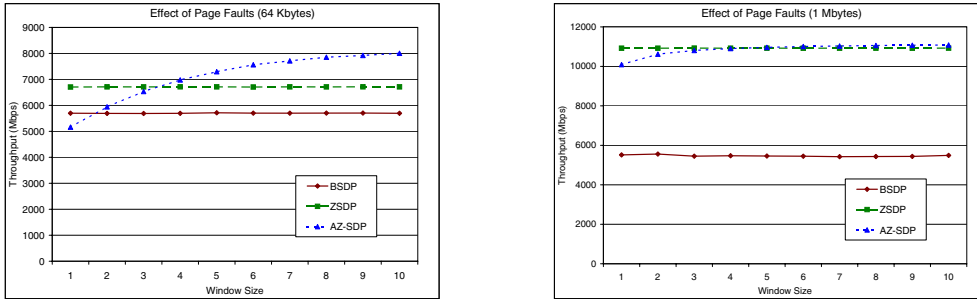 Effect of Page Faults (64 Kbytes)
9000
8000
7000
6000
5000
4000
3000
2000
1000
0
Throughput (Mbps)
BSDP
ZSDP
AZ-SDP
1 2 3 4 5 6 7 8 9 10
Window Size
Effect of Page Faults (1 Mbytes)
12000
10000
8000
6000
4000
2000
0
Throughput (Mbps)
BSDP
ZSDP
AZ-SDP
1 2 3 4 5 6 7 8 9 10
Window Size